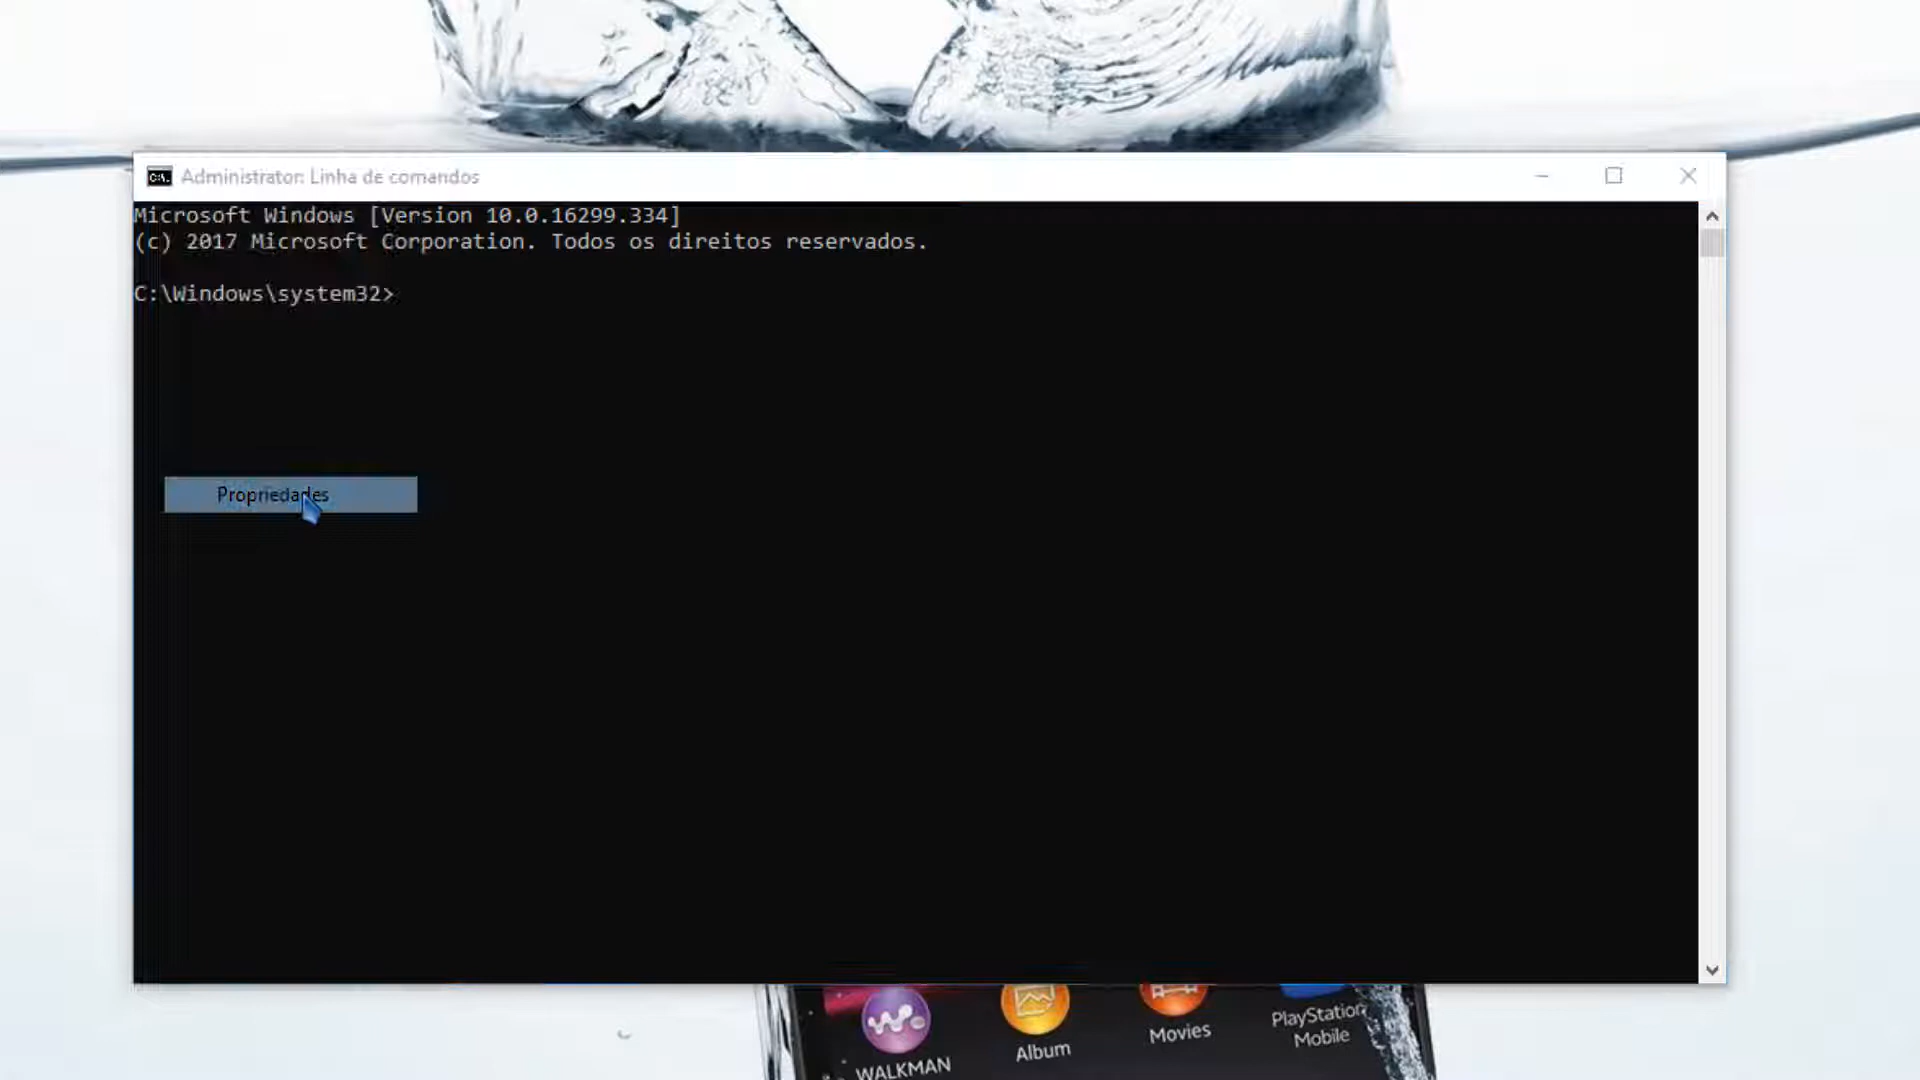 Administrator: Linha de comandos
Microsoft Windows [Version 10.0.16299.334]
(c) 2017 Microsoft Corporation. Todos os direitos reservados.
C:\Windows\system32>
Propriedades
WALKMAN
Album
Movies
PlayStation
Mobile